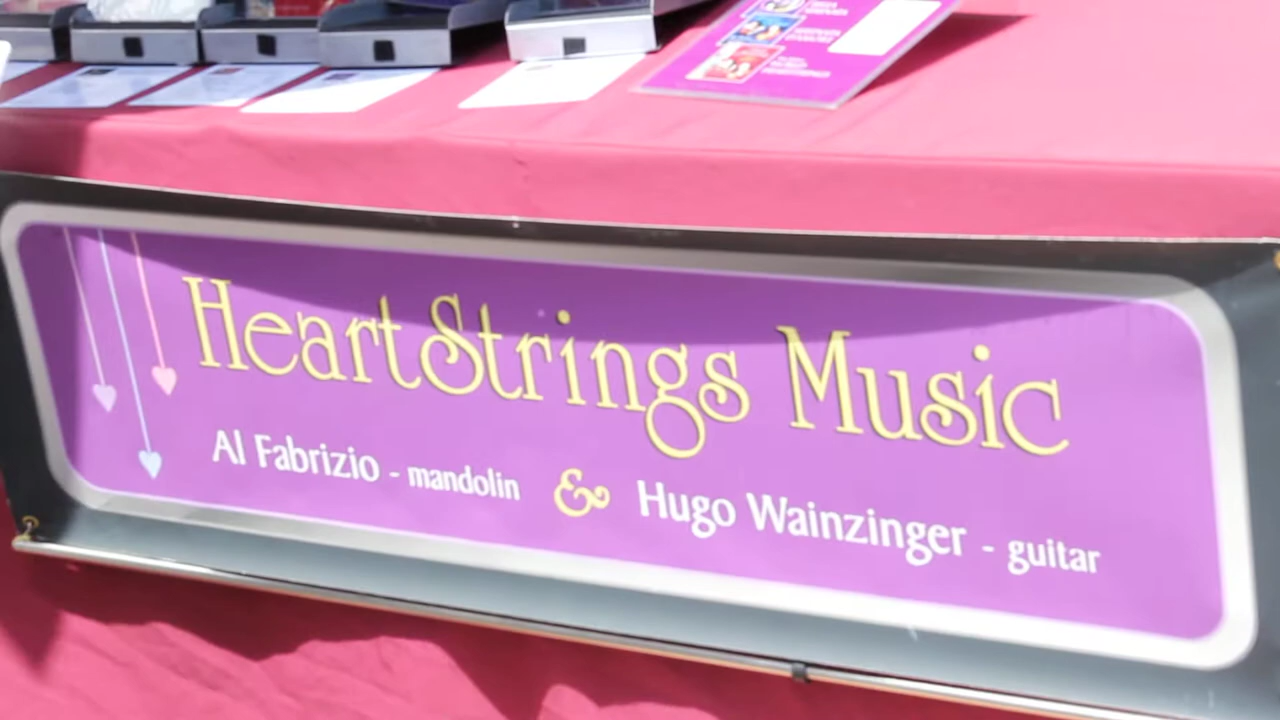 HeartStrings Music
Al Fabrizio - mandolin & Hugo Wainzinger - guitar